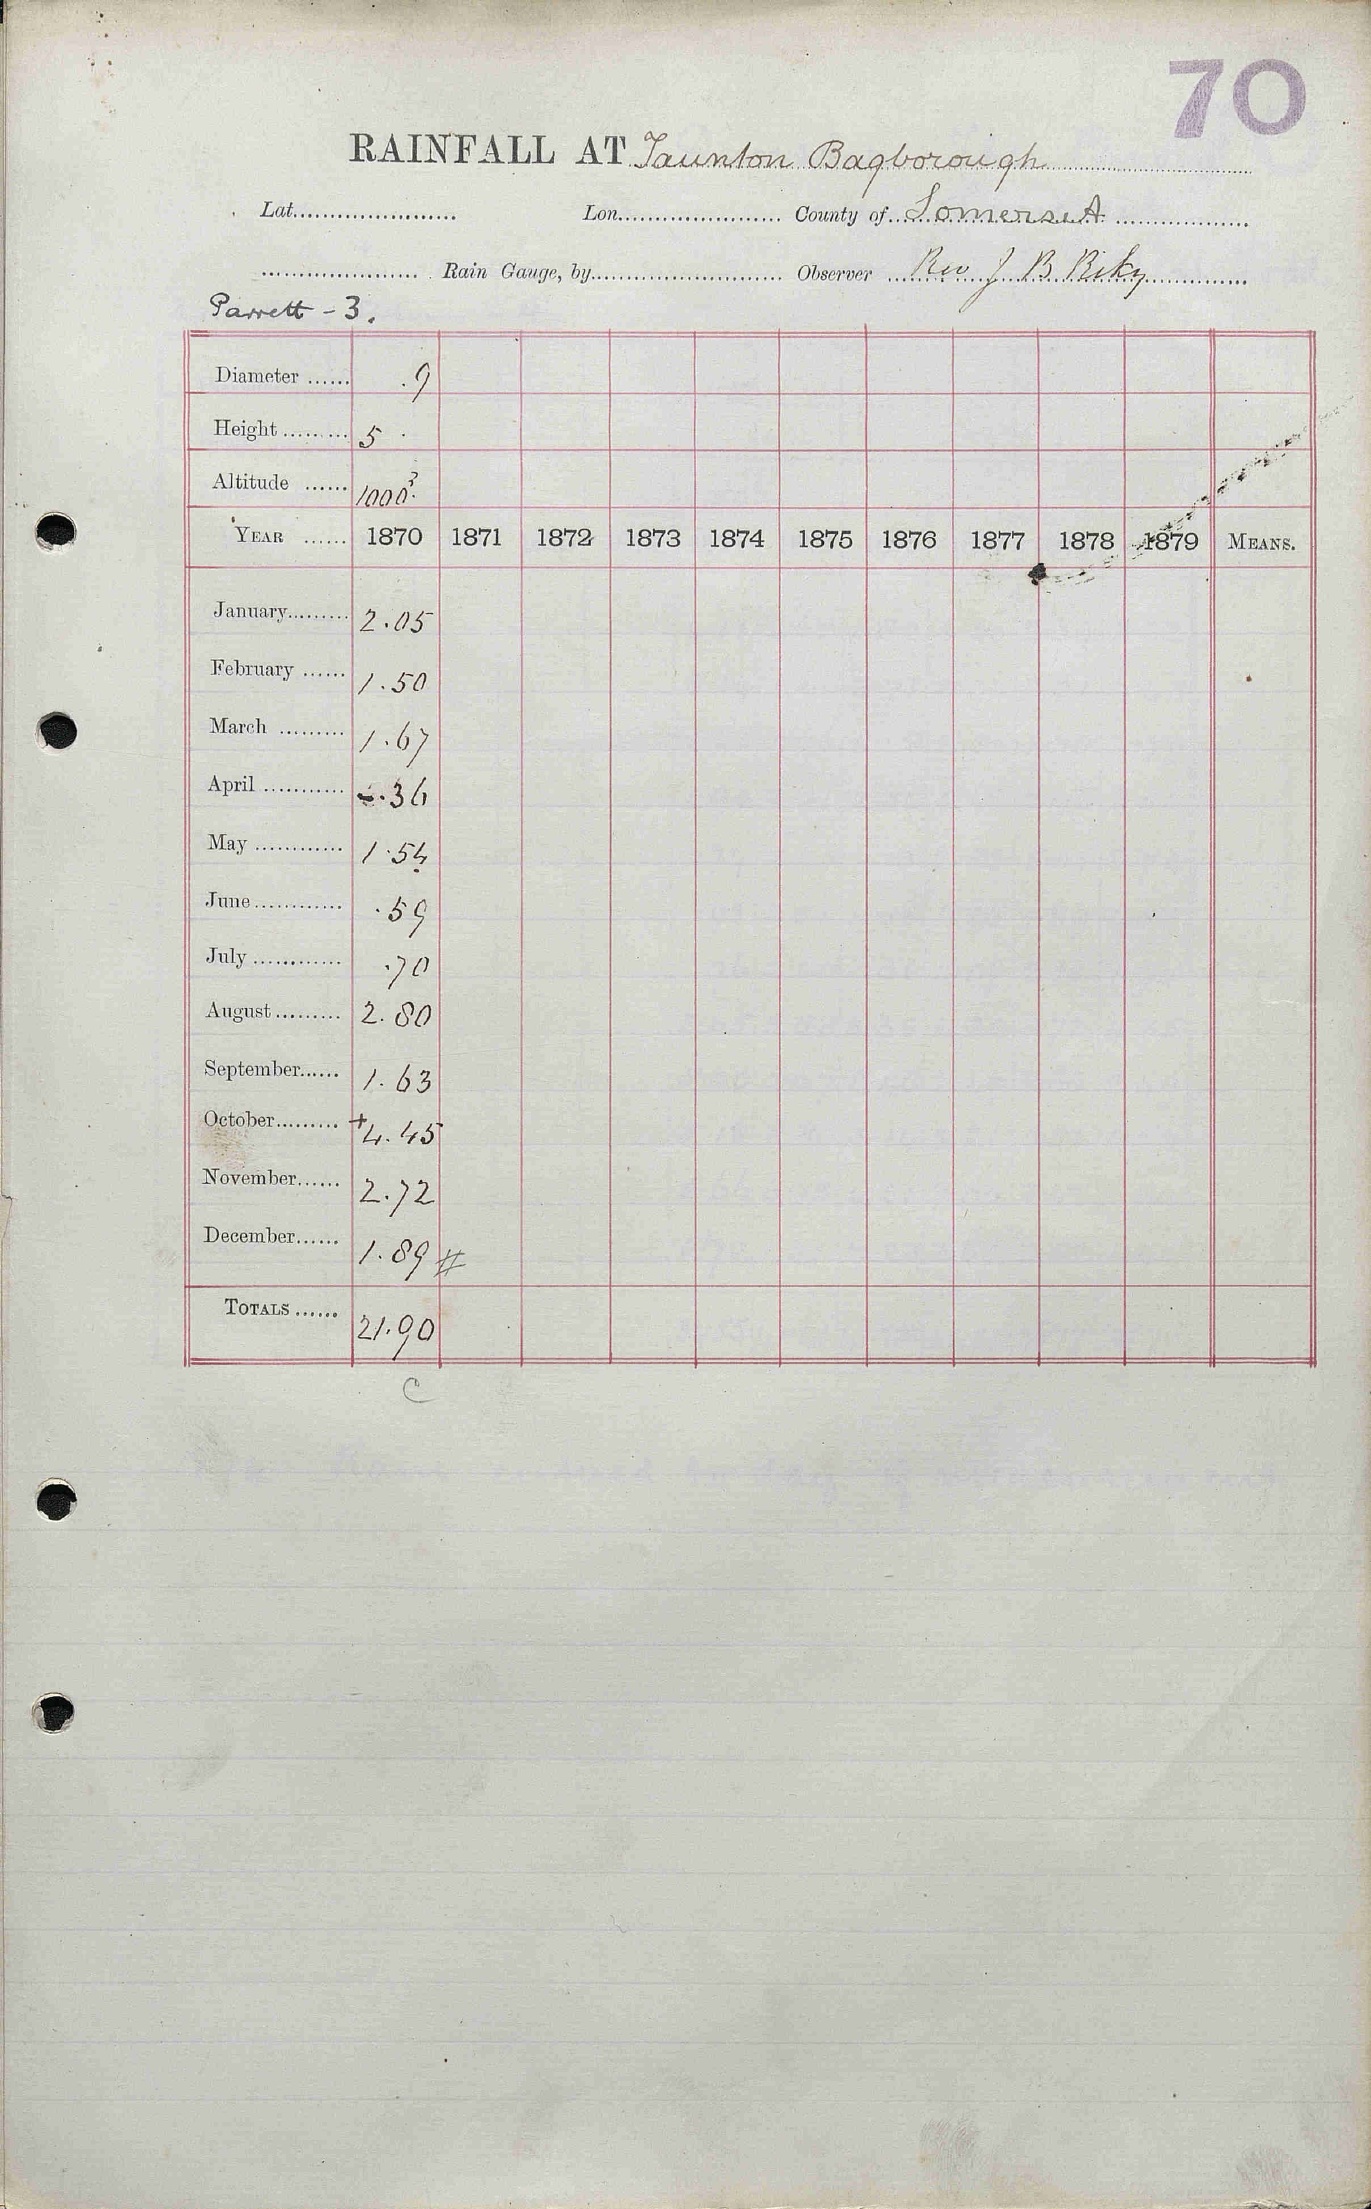 70
RAINFALL AT Taunton Bagborough
Lat. Lon. County of Somerset
Rain Gauge, by Observer Rev J B Riky
Parrett - 3.
Diameter ...... .9
Height ......... 5
Altitude ...... 1000?
YEAR ...... 1870 1871 1872 1873 1874 1875 1876 1877 1878 1879 MEANS.
January......... 2.05
February ...... 1.50
March ......... 1.67
April ........... .36
May ............ 1.54
June............ .59
July ............ .70
August ......... 2.80
September...... 1.63
October......... +4.45
November...... 2.72
December...... 1.89 #
TOTALS ...... 21.90
C